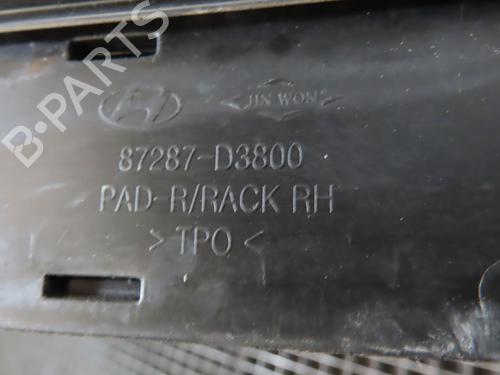 B-PARTS
JIN WON
87287-D3800
PAD-R/RACK RH
> TPO <